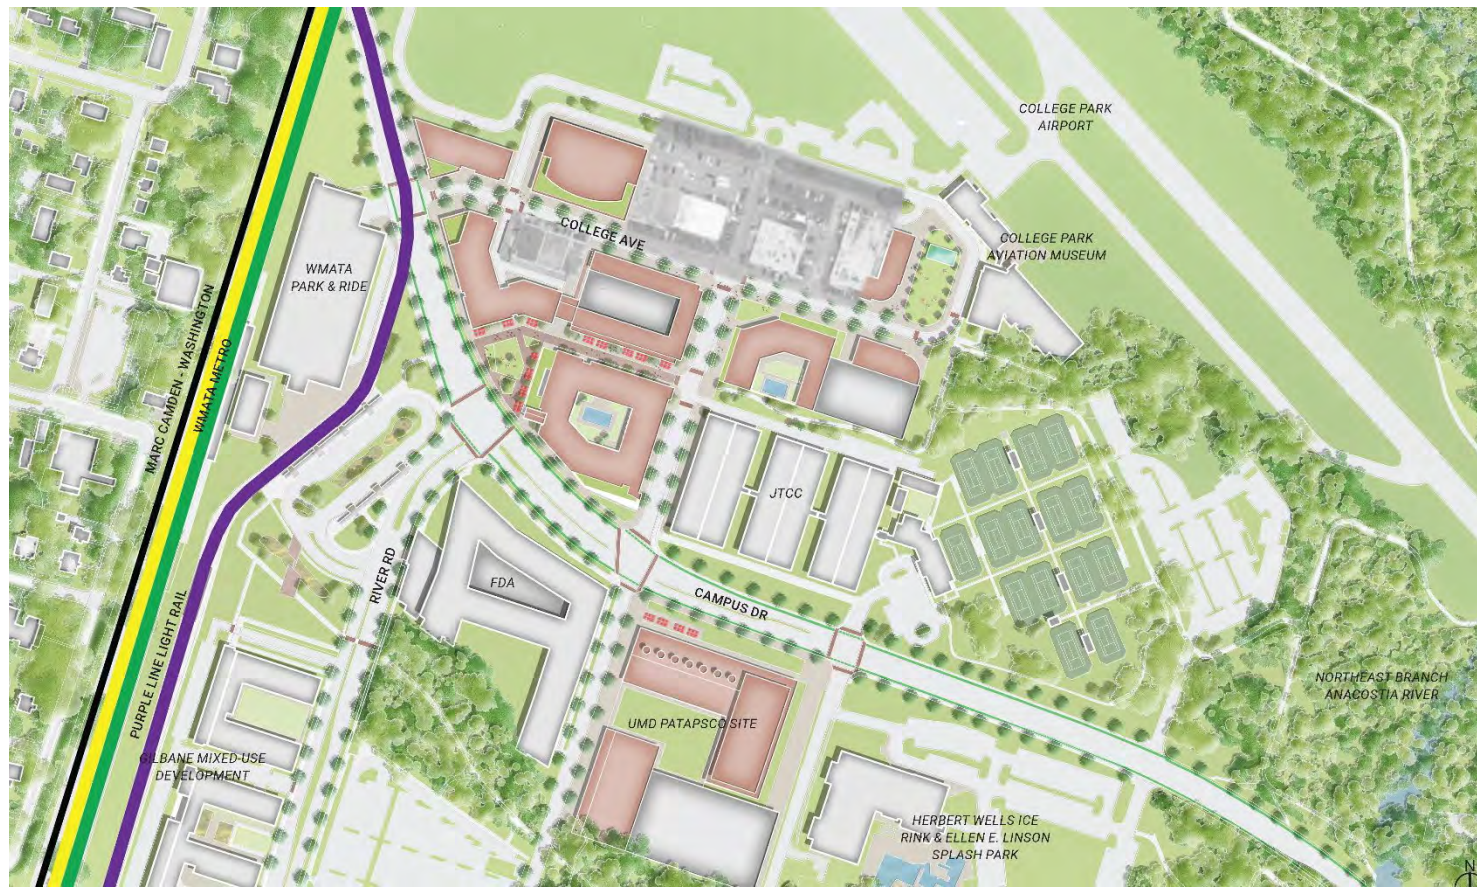 COLLEGE PARK
AIRPORT
COLLEGE AVE
COLLEGE PARK
AVIATION MUSEUM
WMATA
PARK & RIDE
MARC CAMDEN - WASHINGTON
WMATA METRO
JTCC
RIVER RD
FDA
CAMPUS DR
PURPLE LINE LIGHT RAIL
NORTHEAST BRANCH
ANACOSTIA RIVER
UMD PATAPSCO SITE
GILBANE MIXED-USE
DEVELOPMENT
HERBERT WELLS ICE
RINK & ELLEN E. LINSON
SPLASH PARK
N